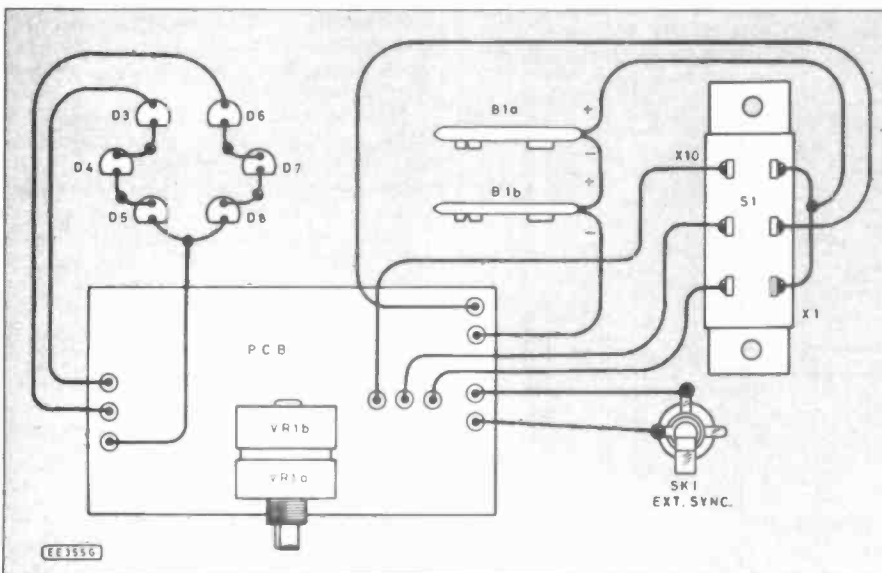 D3
D6
D4
D7
D5
D8
B1a
+
−
B1b
+
−
X10
S1
X1
PCB
VR1b
VR1a
SK1
EXT. SYNC.
EE355G